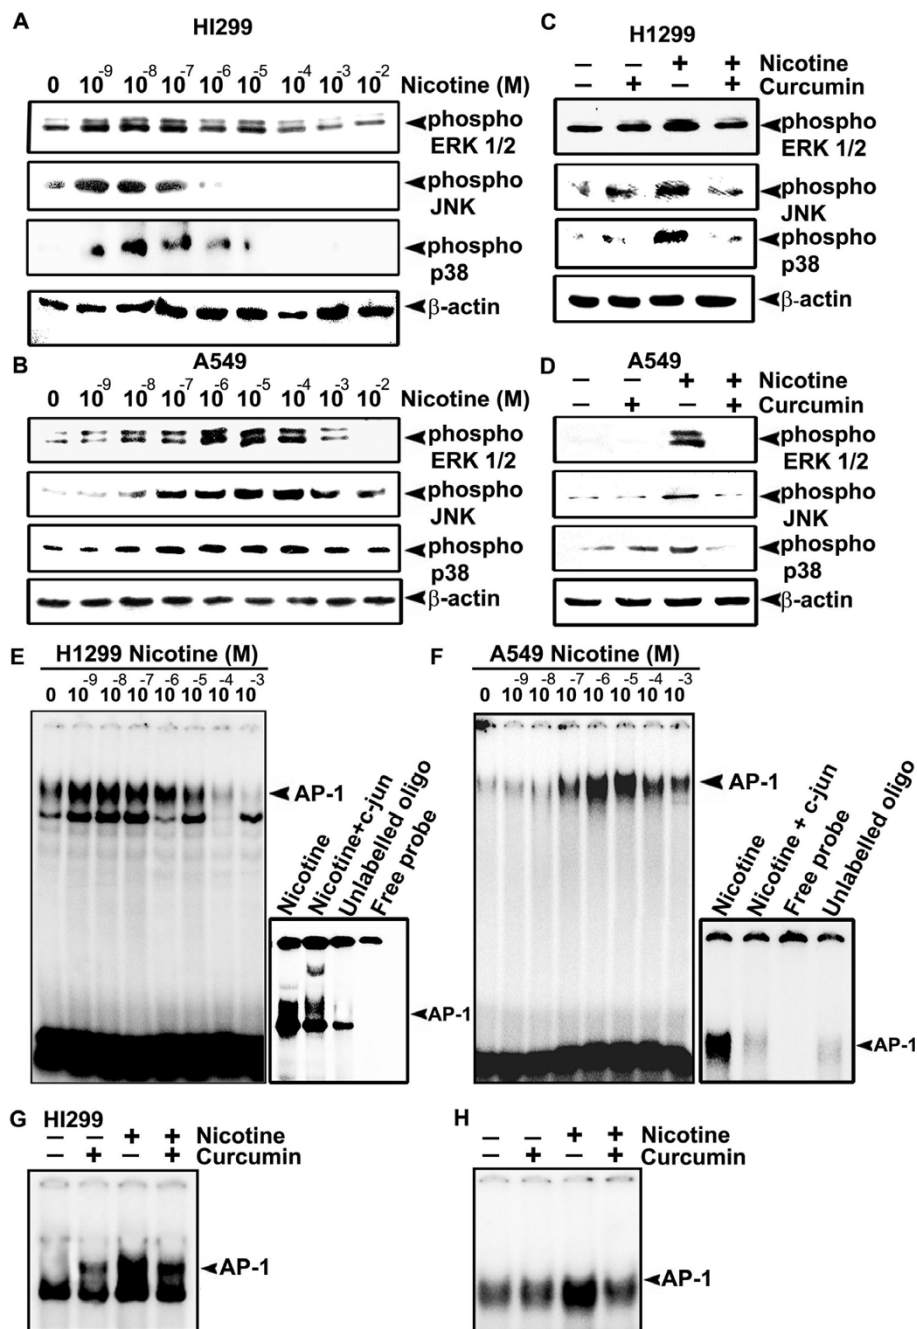 A
HI299
0 10-9 10-8 10-7 10-6 10-5 10-4 10-3 10-2 Nicotine (M)
phospho
ERK 1/2
phospho
JNK
phospho
p38
β-actin
B
A549
0 10-9 10-8 10-7 10-6 10-5 10-4 10-3 10-2 Nicotine (M)
phospho
ERK 1/2
phospho
JNK
phospho
p38
β-actin
C
H1299
– – + + Nicotine
– + – + Curcumin
phospho
ERK 1/2
phospho
JNK
phospho
p38
β-actin
D
A549
– – + + Nicotine
– + – + Curcumin
phospho
ERK 1/2
phospho
JNK
phospho
p38
β-actin
E
H1299 Nicotine (M)
0 10-9 10-8 10-7 10-6 10-5 10-4 10-3
AP-1
Nicotine
Nicotine+c-jun
Unlabelled oligo
Free probe
AP-1
F
A549 Nicotine (M)
0 10-9 10-8 10-7 10-6 10-5 10-4 10-3
AP-1
Nicotine
Nicotine + c-jun
Free probe
Unlabelled oligo
AP-1
G
HI299
– – + + Nicotine
– + – + Curcumin
AP-1
H
– – + + Nicotine
– + – + Curcumin
AP-1